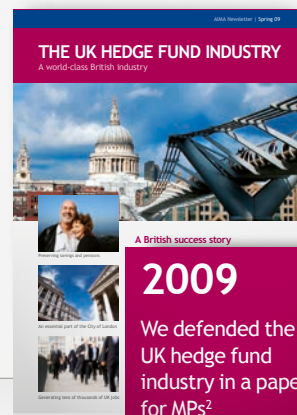 AIMA Newsletter | Spring 09
THE UK HEDGE FUND INDUSTRY
A world-class British industry
A British success story
Preserving savings and pensions
An essential part of the City of London
Generating tens of thousands of UK jobs
2009
We defended the
UK hedge fund
industry in a pape
for MPs²